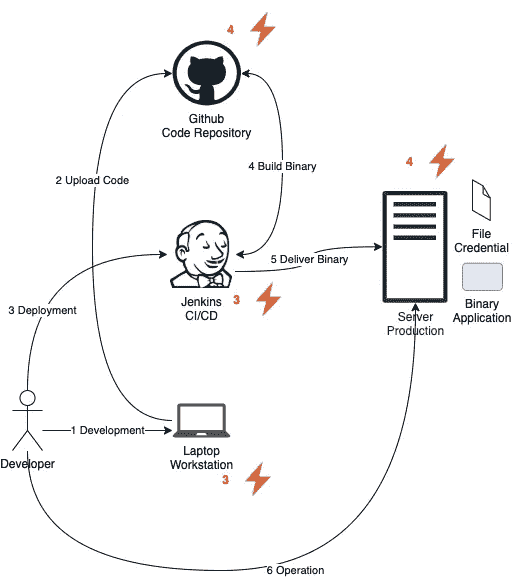 4
Github
Code Repository
2 Upload Code
4 Build Binary
4
File
Credential
5 Deliver Binary
3 Deployment
Jenkins
CI/CD
3
Binary
Application
Server
Production
1 Development
Developer
Laptop
Workstation
3
6 Operation